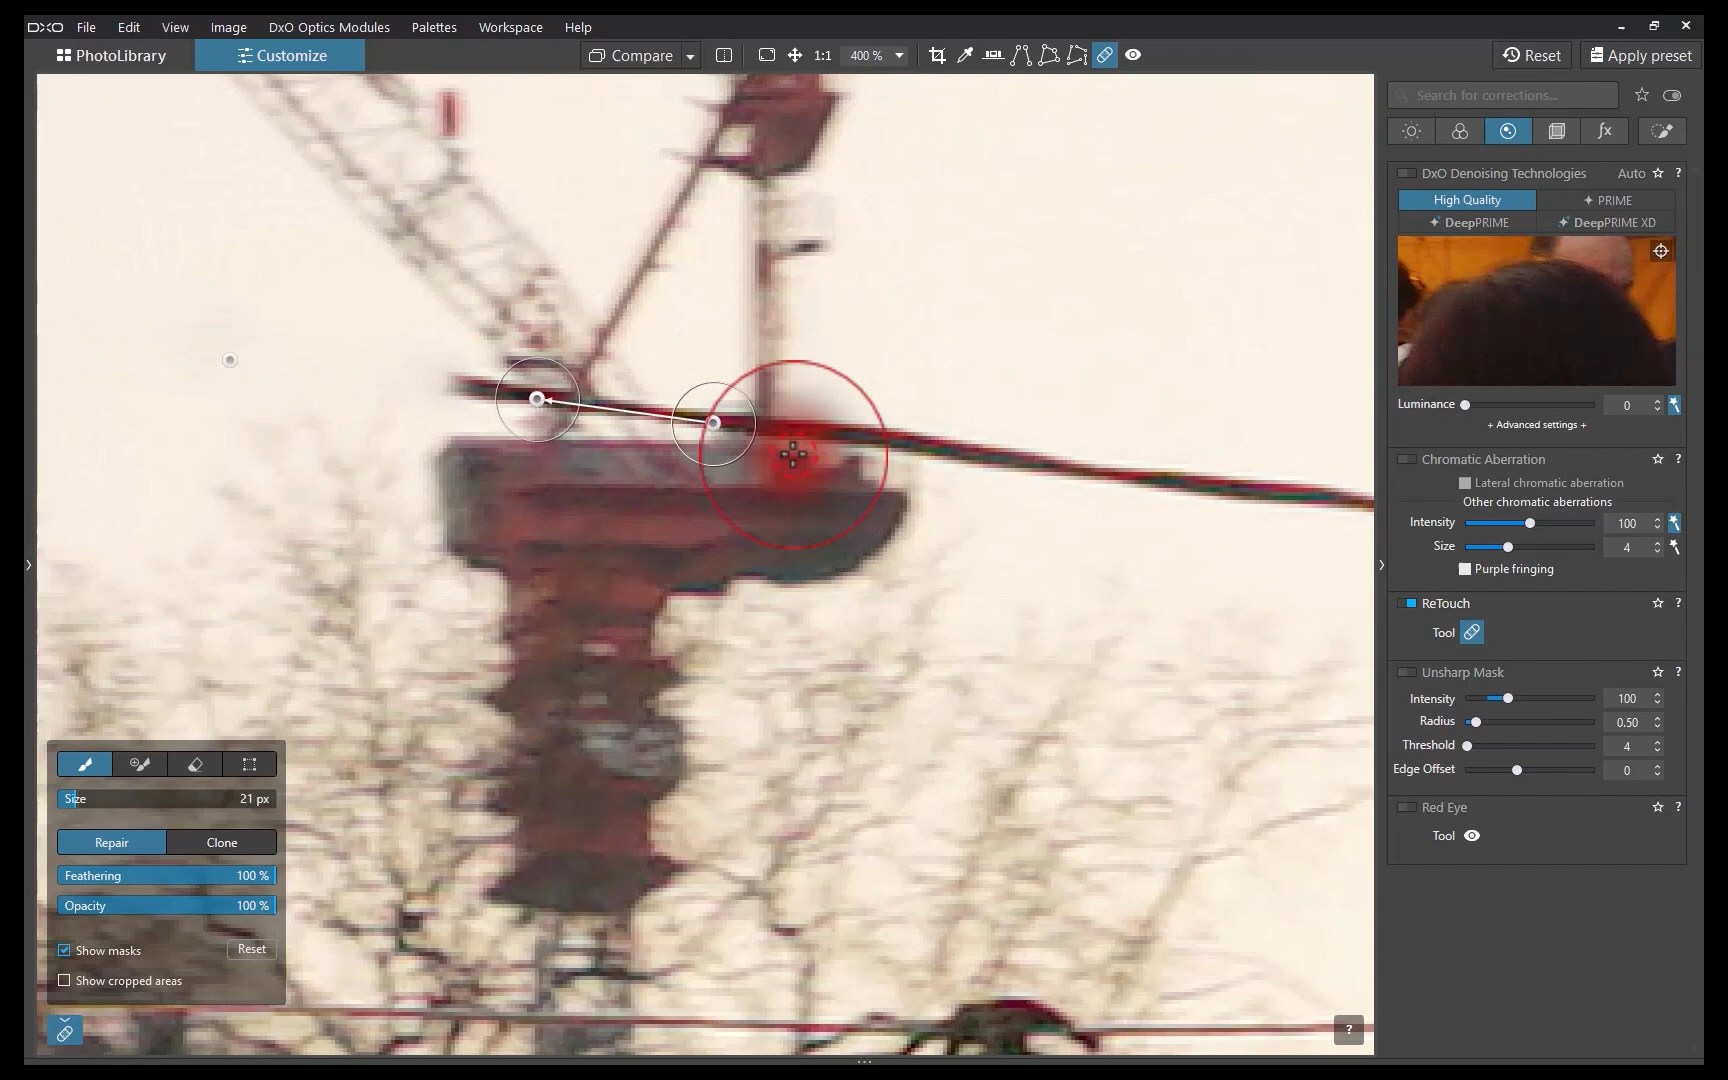 DXO File Edit View Image DxO Optics Modules Palettes Workspace Help
PhotoLibrary Customize Compare 1:1 400 % Reset Apply preset
Search for corrections...
fx
DxO Denoising Technologies Auto ?
High Quality PRIME
DeepPRIME DeepPRIME XD
Luminance 0
+ Advanced settings +
Chromatic Aberration ?
Lateral chromatic aberration
Other chromatic aberrations
Intensity 100
Size 4
Purple fringing
ReTouch ?
Tool
Unsharp Mask ?
Intensity 100
Radius 0.50
Threshold 4
Edge Offset 0
Red Eye ?
Tool
Size 21 px
Repair Clone
Feathering 100 %
Opacity 100 %
Show masks Reset
Show cropped areas
?